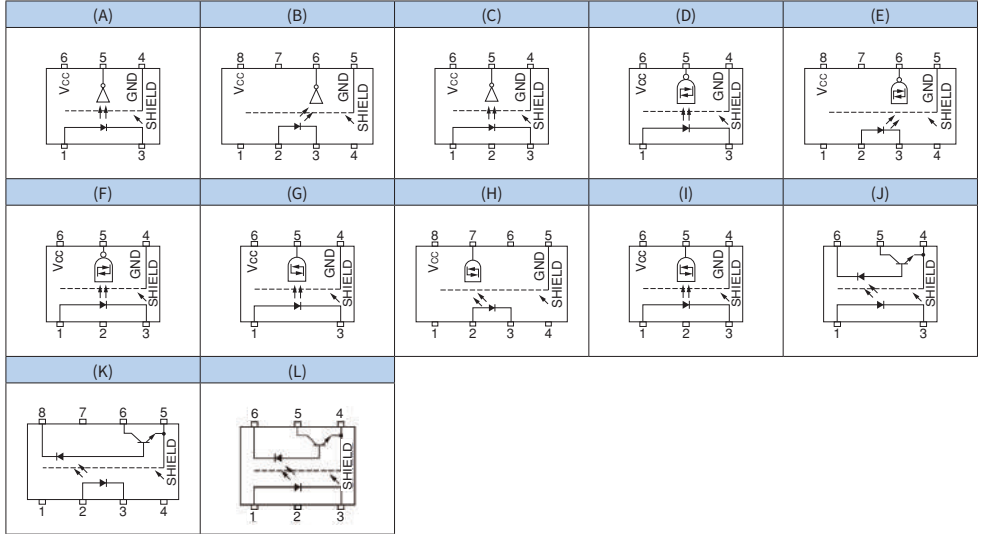 (A) (B) (C) (D) (E)
6 5 4
Vcc GND SHIELD
1 3
8 7 6 5
Vcc GND SHIELD
1 2 3 4
6 5 4
Vcc GND SHIELD
1 2 3
6 5 4
Vcc GND SHIELD
1 3
8 7 6 5
Vcc GND SHIELD
1 2 3 4
(F) (G) (H) (I) (J)
6 5 4
Vcc GND SHIELD
1 2 3
6 5 4
Vcc GND SHIELD
1 3
8 7 6 5
Vcc GND SHIELD
1 2 3 4
6 5 4
Vcc GND SHIELD
1 2 3
6 5 4
SHIELD
1 3
(K) (L)
8 7 6 5
SHIELD
1 2 3 4
6 5 4
SHIELD
1 2 3